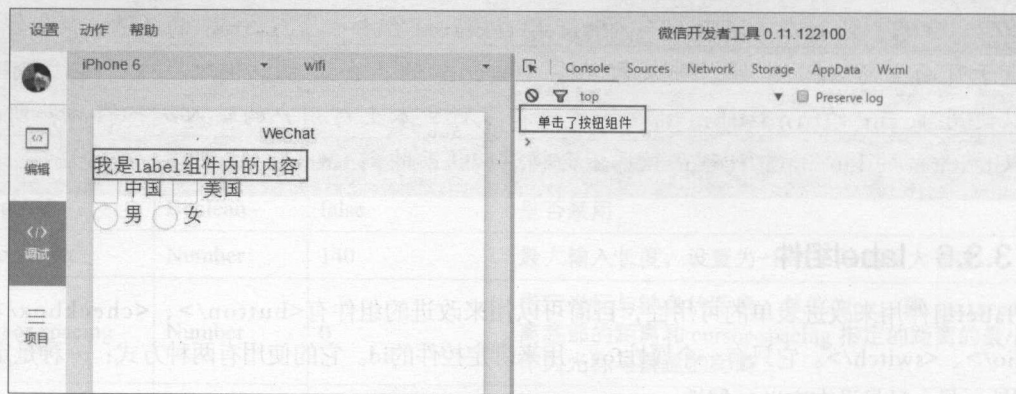 设置 动作 帮助
微信开发者工具 0.11.122100
iPhone 6 wifi
Console Sources Network Storage AppData Wxml
top Preserve log
WeChat
单击了按钮组件
编辑
我是label组件内的内容
中国 美国
男 女
调试
项目